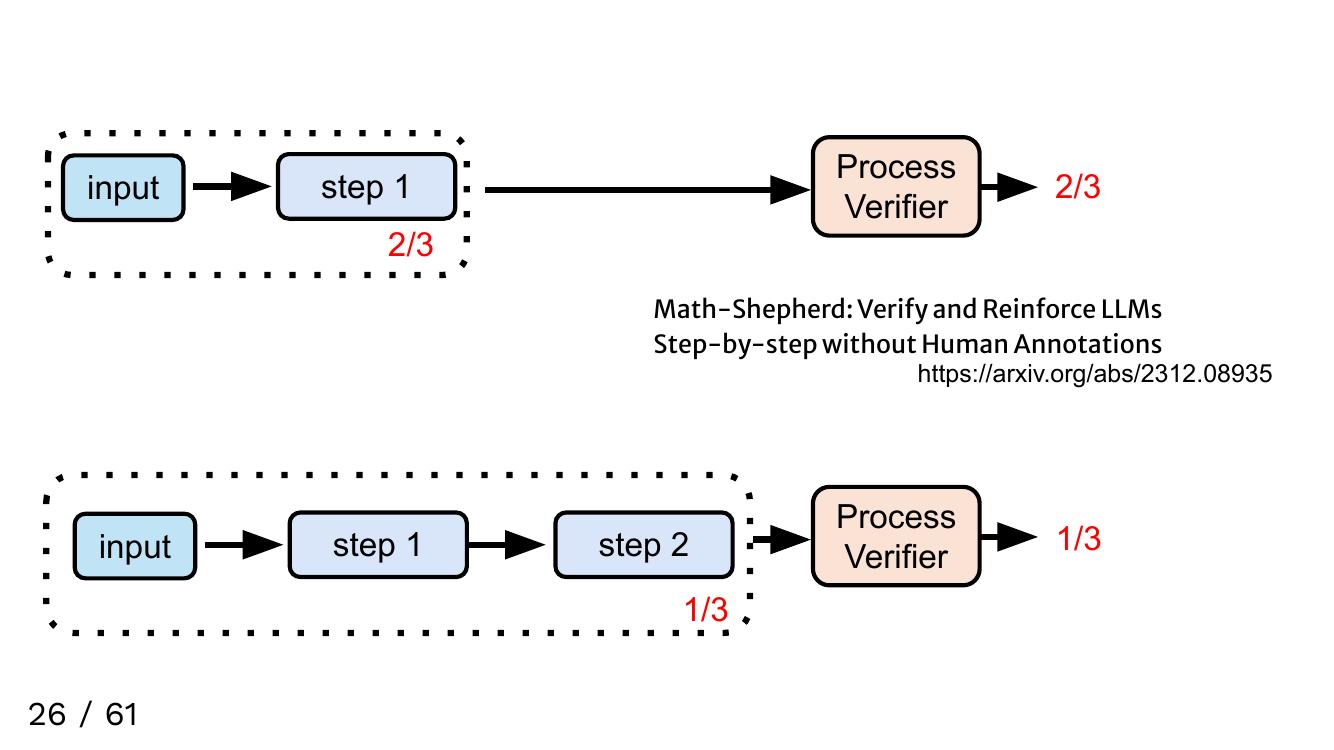 input
step 1
2/3
Process
Verifier
2/3
Math-Shepherd: Verify and Reinforce LLMs
Step-by-step without Human Annotations
https://arxiv.org/abs/2312.08935
input
step 1
step 2
1/3
Process
Verifier
1/3
26 / 61